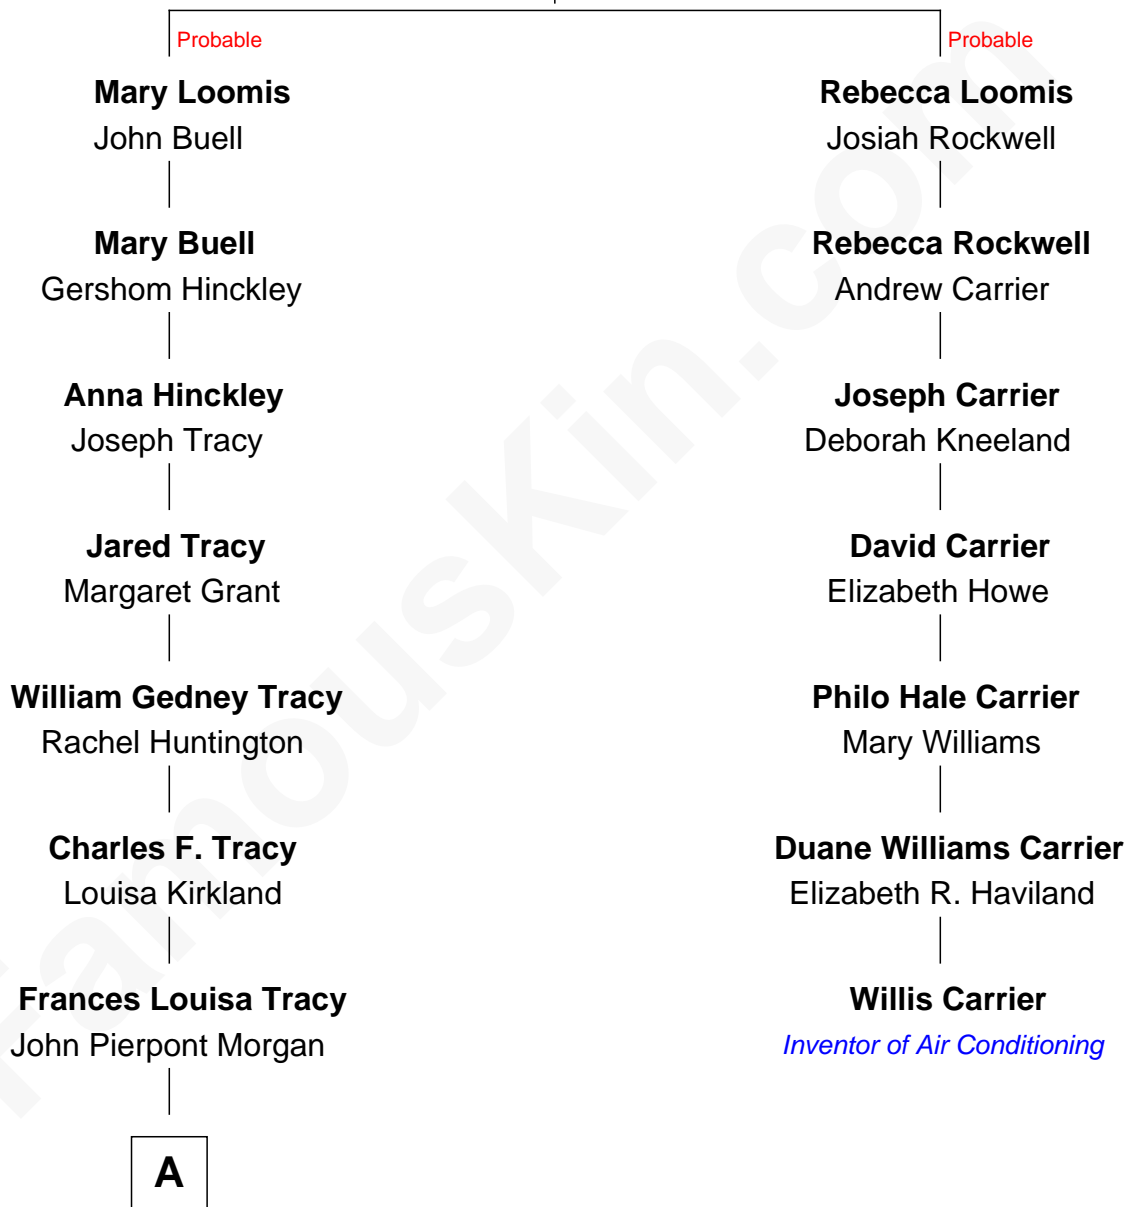 Probable
Mary Loomis
John Buell
Mary Buell
Gershom Hinckley
Anna Hinckley
Joseph Tracy
Jared Tracy
Margaret Grant
William Gedney Tracy
Rachel Huntington
Charles F. Tracy
Louisa Kirkland
Frances Louisa Tracy
John Pierpont Morgan
A
Probable
Rebecca Loomis
Josiah Rockwell
Rebecca Rockwell
Andrew Carrier
Joseph Carrier
Deborah Kneeland
David Carrier
Elizabeth Howe
Philo Hale Carrier
Mary Williams
Duane Williams Carrier
Elizabeth R. Haviland
Willis Carrier
Inventor of Air Conditioning
FamousKin.com